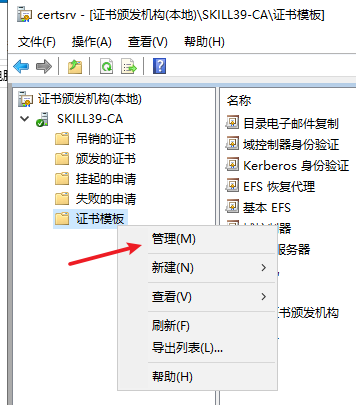 certsrv - [证书颁发机构(本地)\SKILL39-CA\证书模板]
文件(F) 操作(A) 查看(V) 帮助(H)
证书颁发机构(本地)
SKILL39-CA
吊销的证书
颁发的证书
挂起的申请
失败的申请
证书模板
名称
目录电子邮件复制
域控制器身份验证
Kerberos 身份验证
EFS 恢复代理
基本 EFS
服务器
证书颁发机构
管理(M)
新建(N)
查看(V)
刷新(F)
导出列表(L)...
帮助(H)